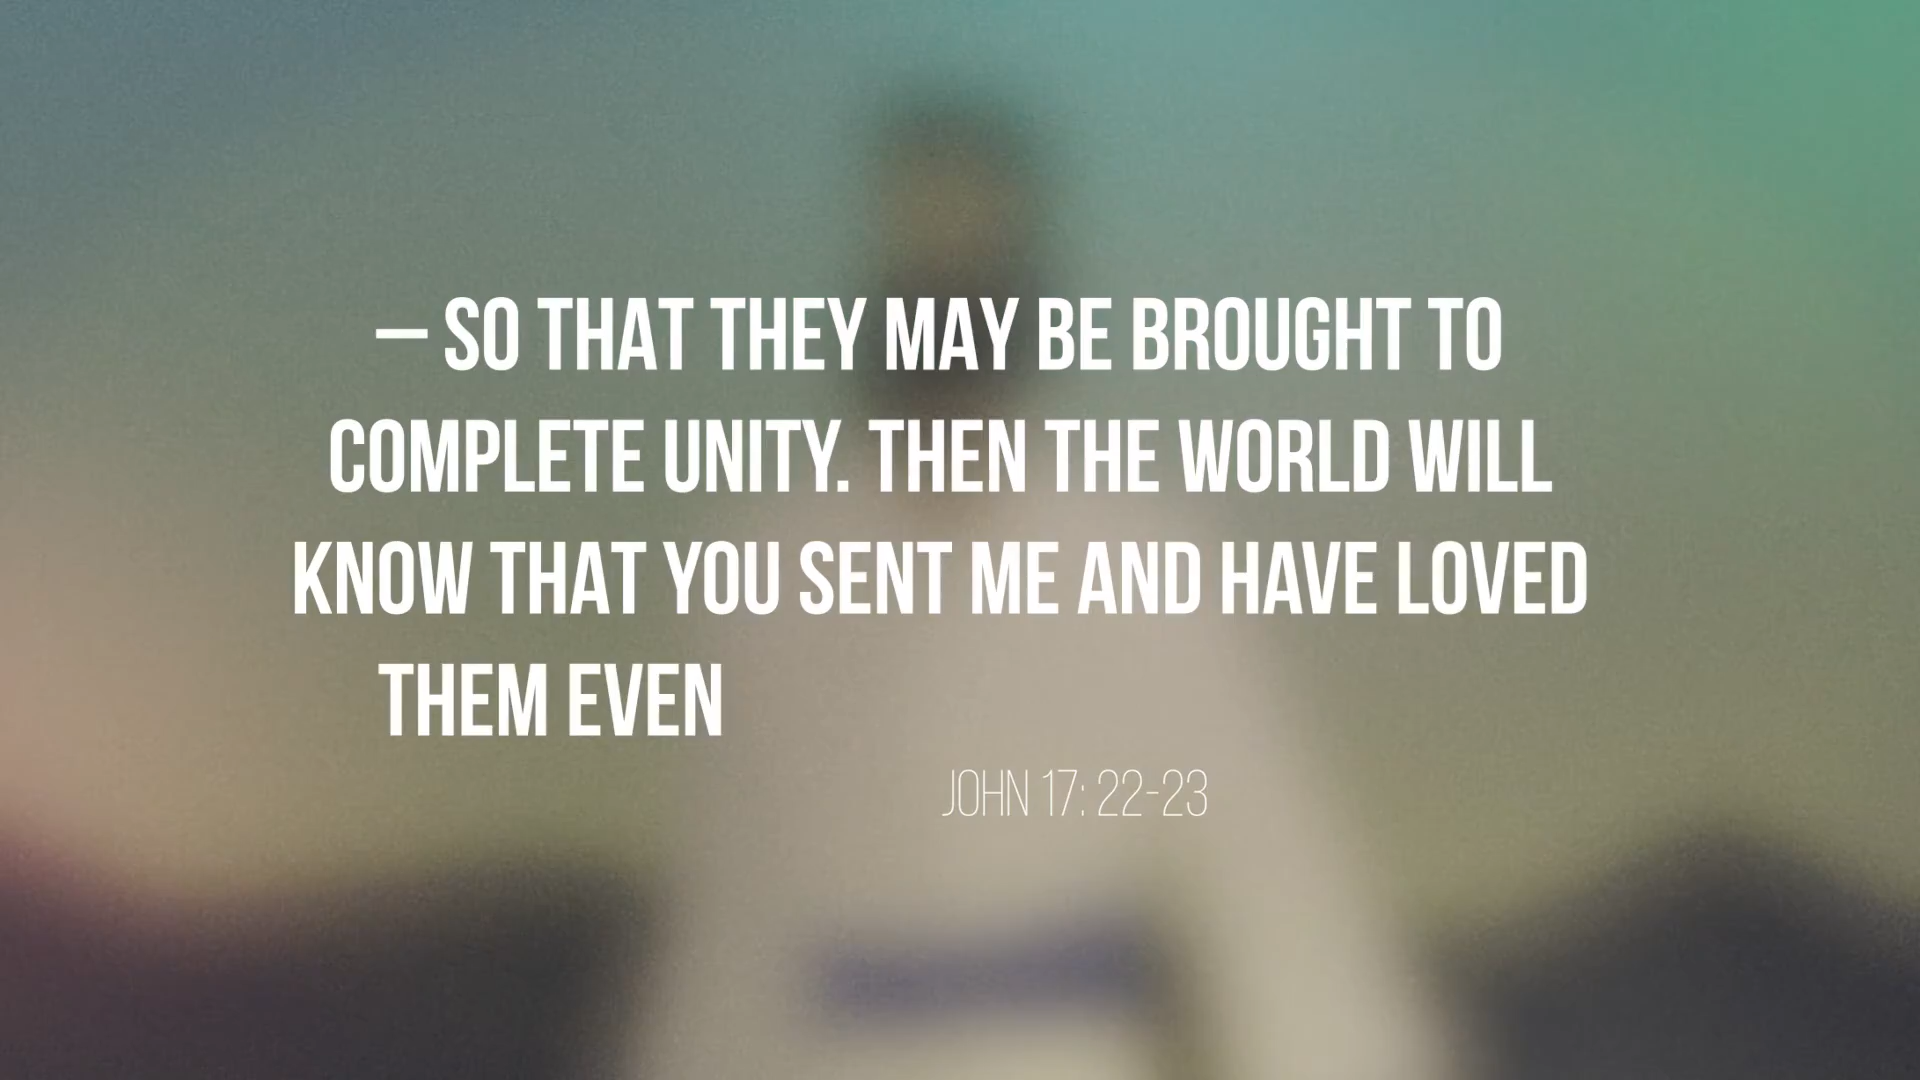 – SO THAT THEY MAY BE BROUGHT TO
COMPLETE UNITY. THEN THE WORLD WILL
KNOW THAT YOU SENT ME AND HAVE LOVED
THEM EVEN
JOHN 17: 22-23